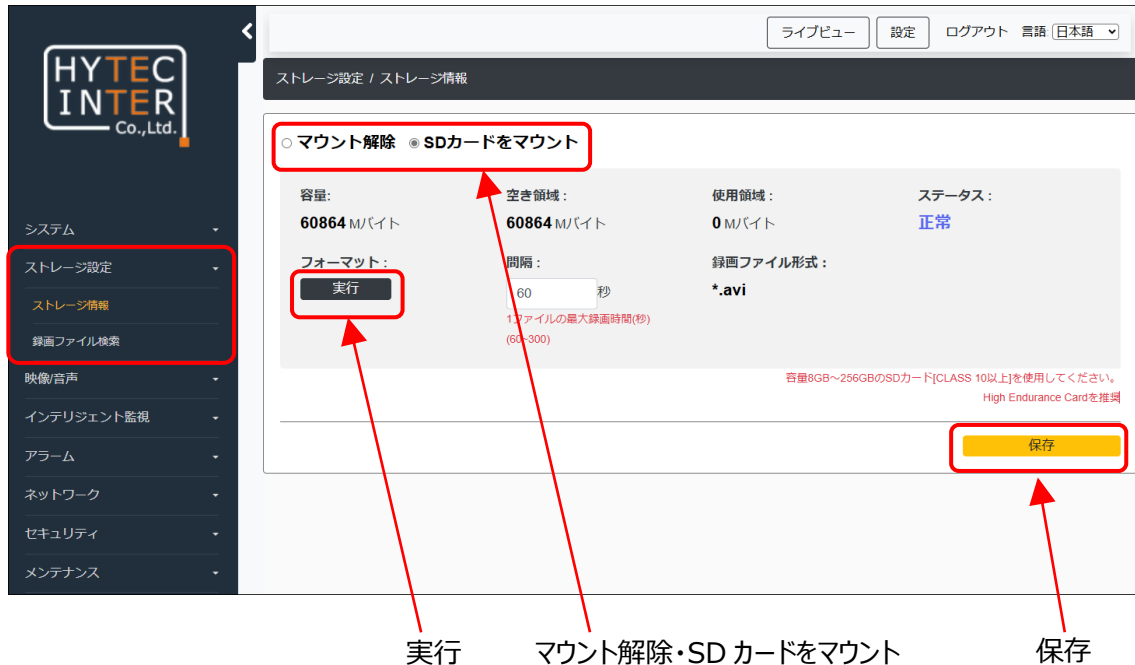 HYTEC
INTER
Co.,Ltd.
ライブビュー 設定 ログアウト 言語: 日本語
ストレージ設定 / ストレージ情報
マウント解除 SDカードをマウント
容量: 空き領域 : 使用領域 : ステータス :
60864 Mバイト 60864 Mバイト 0 Mバイト 正常
フォーマット : 間隔 : 録画ファイル形式 :
実行 60 秒 *.avi
1ファイルの最大録画時間(秒)
(60~300)
容量8GB～256GBのSDカード[CLASS 10以上]を使用してください。
High Endurance Cardを推奨
保存
システム
ストレージ設定
ストレージ情報
録画ファイル検索
映像/音声
インテリジェント監視
アラーム
ネットワーク
セキュリティ
メンテナンス
実行 マウント解除・SD カードをマウント 保存